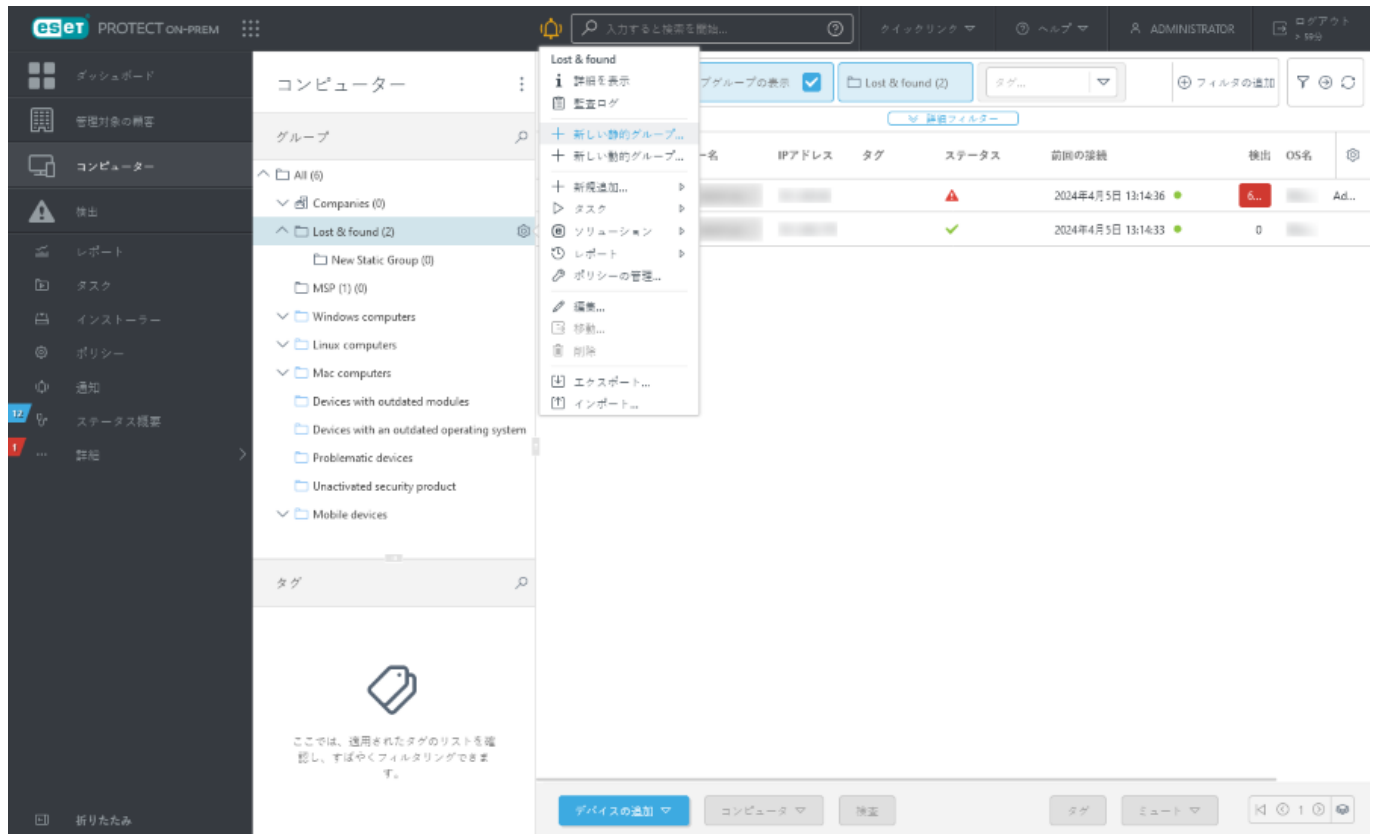 eset PROTECT ON-PREM
入力すると検索を開始...
クイックリンク
ヘルプ
ADMINISTRATOR
ログアウト
> 59分
ダッシュボード
管理対象の顧客
コンピューター
検出
レポート
タスク
インストーラー
ポリシー
通知
12
ステータス概要
1
詳細
折りたたみ
コンピューター
グループ
All (6)
Companies (0)
Lost & found (2)
New Static Group (0)
MSP (1) (0)
Windows computers
Linux computers
Mac computers
Devices with outdated modules
Devices with an outdated operating system
Problematic devices
Unactivated security product
Mobile devices
タグ
ここでは、適用されたタグのリストを確
認し、すばやくフィルタリングできま
す。
Lost & found
詳細を表示
監査ログ
新しい静的グループ...
新しい動的グループ...
新規追加...
タスク
ソリューション
レポート
ポリシーの管理...
編集...
移動...
削除
エクスポート...
インポート...
ブグループの表示
Lost & found (2)
タグ...
フィルタの追加
詳細フィルター
ー名 IPアドレス タグ ステータス 前回の接続 検出 OS名
2024年4月5日 13:14:36 6... Ad...
2024年4月5日 13:14:33 0
デバイスの追加
コンピュータ
検査
タグ
ミュート
1